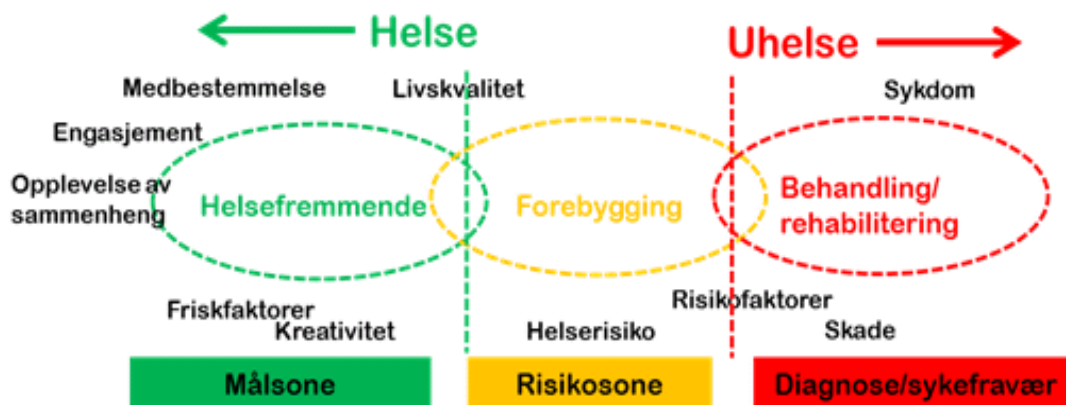 Helse
Uhelse
Medbestemmelse
Livskvalitet
Sykdom
Engasjement
Opplevelse av
sammenheng
Helsefremmende
Forebygging
Behandling/
rehabilitering
Friskfaktorer
Kreativitet
Helserisiko
Risikofaktorer
Skade
Målsone
Risikosone
Diagnose/sykefravær